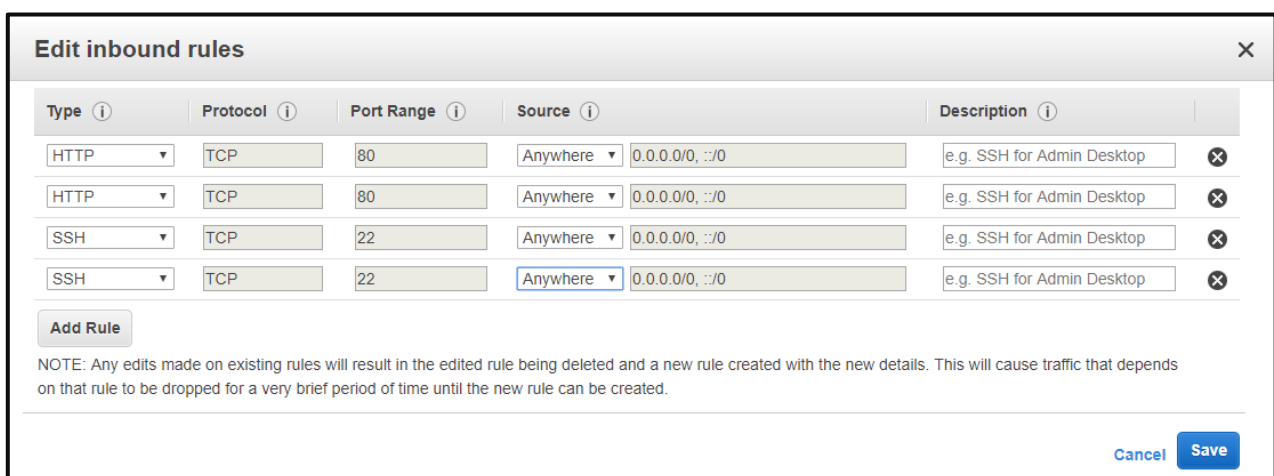 Edit inbound rules
Type Protocol Port Range Source Description
HTTP TCP 80 Anywhere 0.0.0.0/0, ::/0 e.g. SSH for Admin Desktop
HTTP TCP 80 Anywhere 0.0.0.0/0, ::/0 e.g. SSH for Admin Desktop
SSH TCP 22 Anywhere 0.0.0.0/0, ::/0 e.g. SSH for Admin Desktop
SSH TCP 22 Anywhere 0.0.0.0/0, ::/0 e.g. SSH for Admin Desktop
Add Rule
NOTE: Any edits made on existing rules will result in the edited rule being deleted and a new rule created with the new details. This will cause traffic that depends
on that rule to be dropped for a very brief period of time until the new rule can be created.
Cancel Save